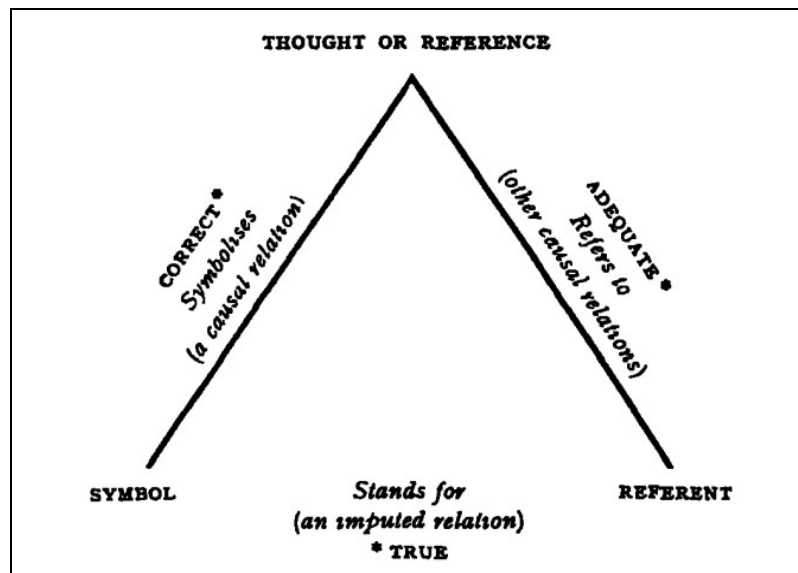 THOUGHT OR REFERENCE
CORRECT*
Symbolises
(a causal relation)
ADEQUATE*
Refers to
(other causal relations)
SYMBOL
Stands for
(an imputed relation)
* TRUE
REFERENT